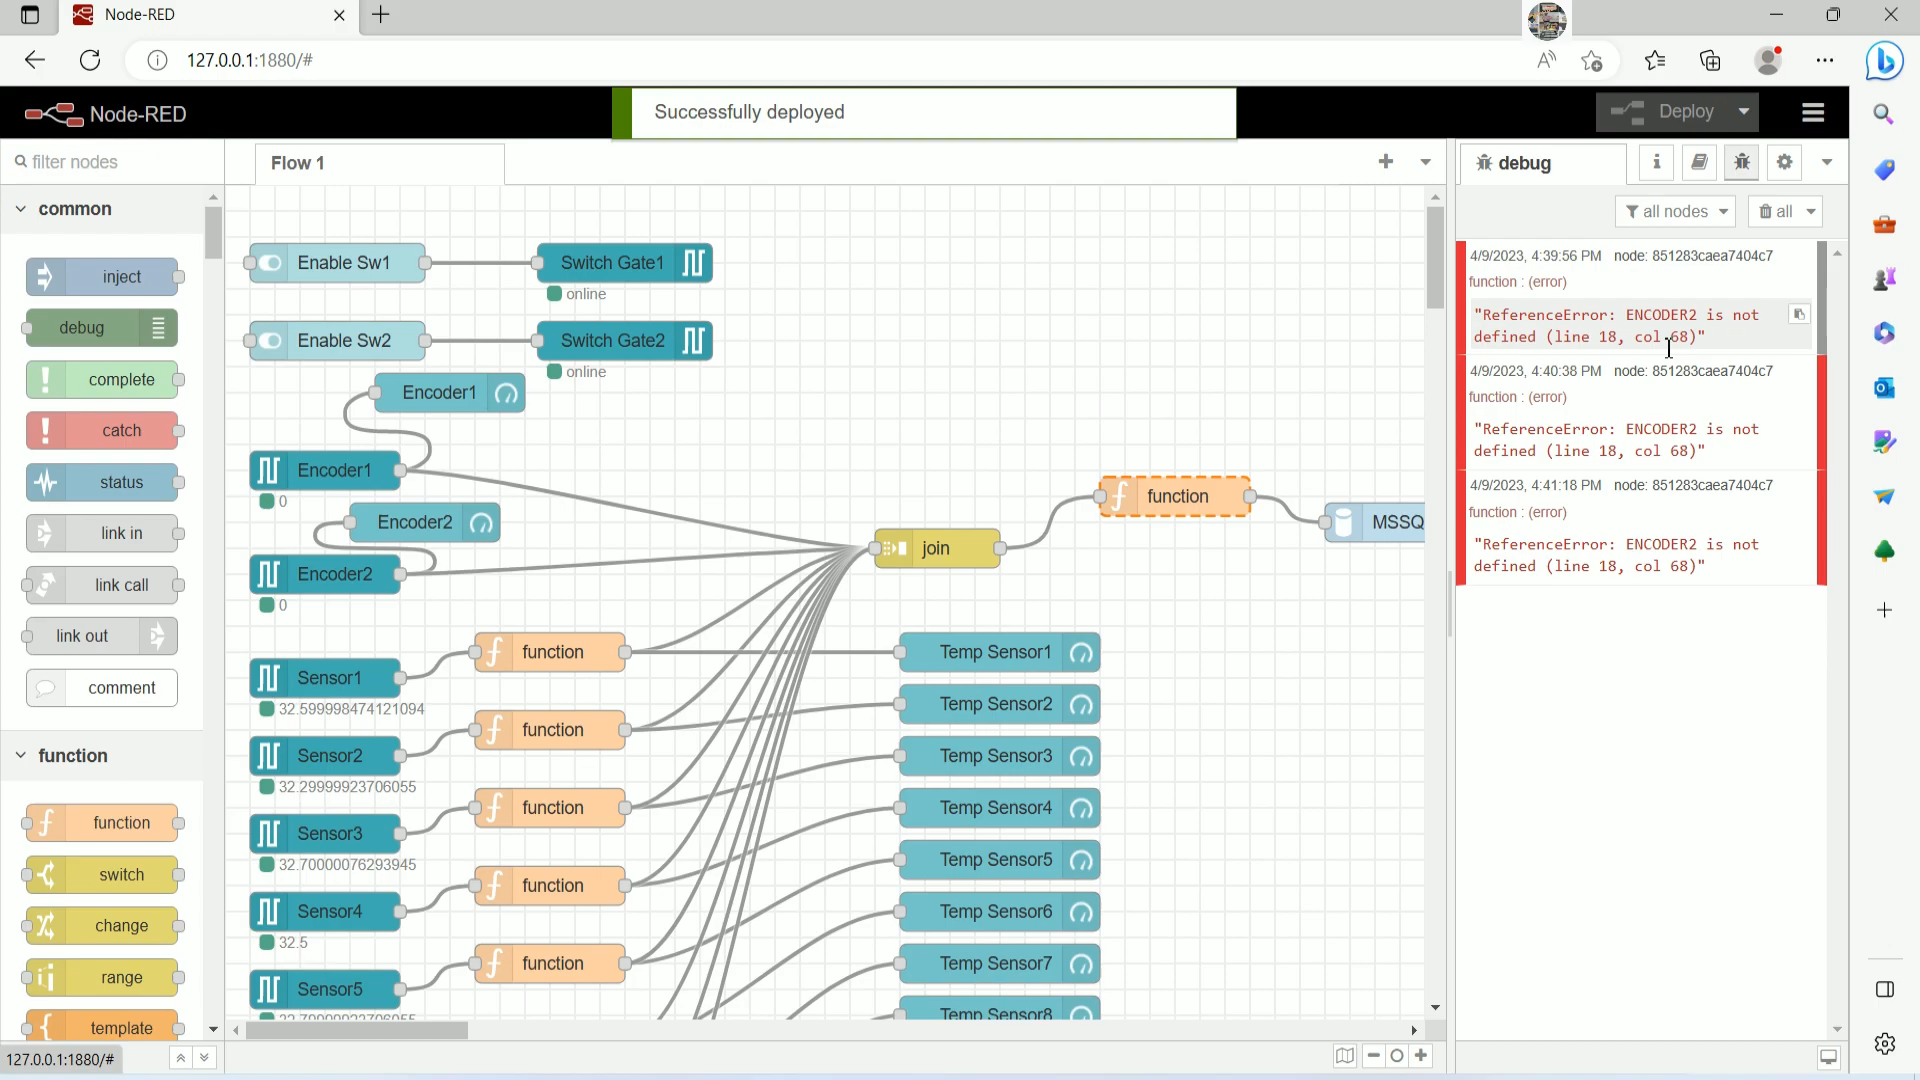 Node-RED
127.0.0.1:1880/#
Node-RED
Successfully deployed
Deploy
filter nodes
Flow 1
debug
i
all nodes
all
common
inject
debug
complete
catch
status
link in
link call
link out
comment
function
function
switch
change
range
template
127.0.0.1:1880/#
Enable Sw1
Switch Gate1
online
Enable Sw2
Switch Gate2
online
Encoder1
Encoder1
0
Encoder2
Encoder2
0
join
function
MSSQ
Sensor1
32.599998474121094
function
Temp Sensor1
Sensor2
32.29999923706055
function
Temp Sensor2
Sensor3
32.70000076293945
function
Temp Sensor3
Sensor4
32.5
function
Temp Sensor4
Sensor5
function
Temp Sensor5
Temp Sensor6
Temp Sensor7
Temp Sensor8
4/9/2023, 4:39:56 PM node: 851283caea7404c7
function : (error)
"ReferenceError: ENCODER2 is not
defined (line 18, col 68)"
4/9/2023, 4:40:38 PM node: 851283caea7404c7
function : (error)
"ReferenceError: ENCODER2 is not
defined (line 18, col 68)"
4/9/2023, 4:41:18 PM node: 851283caea7404c7
function : (error)
"ReferenceError: ENCODER2 is not
defined (line 18, col 68)"